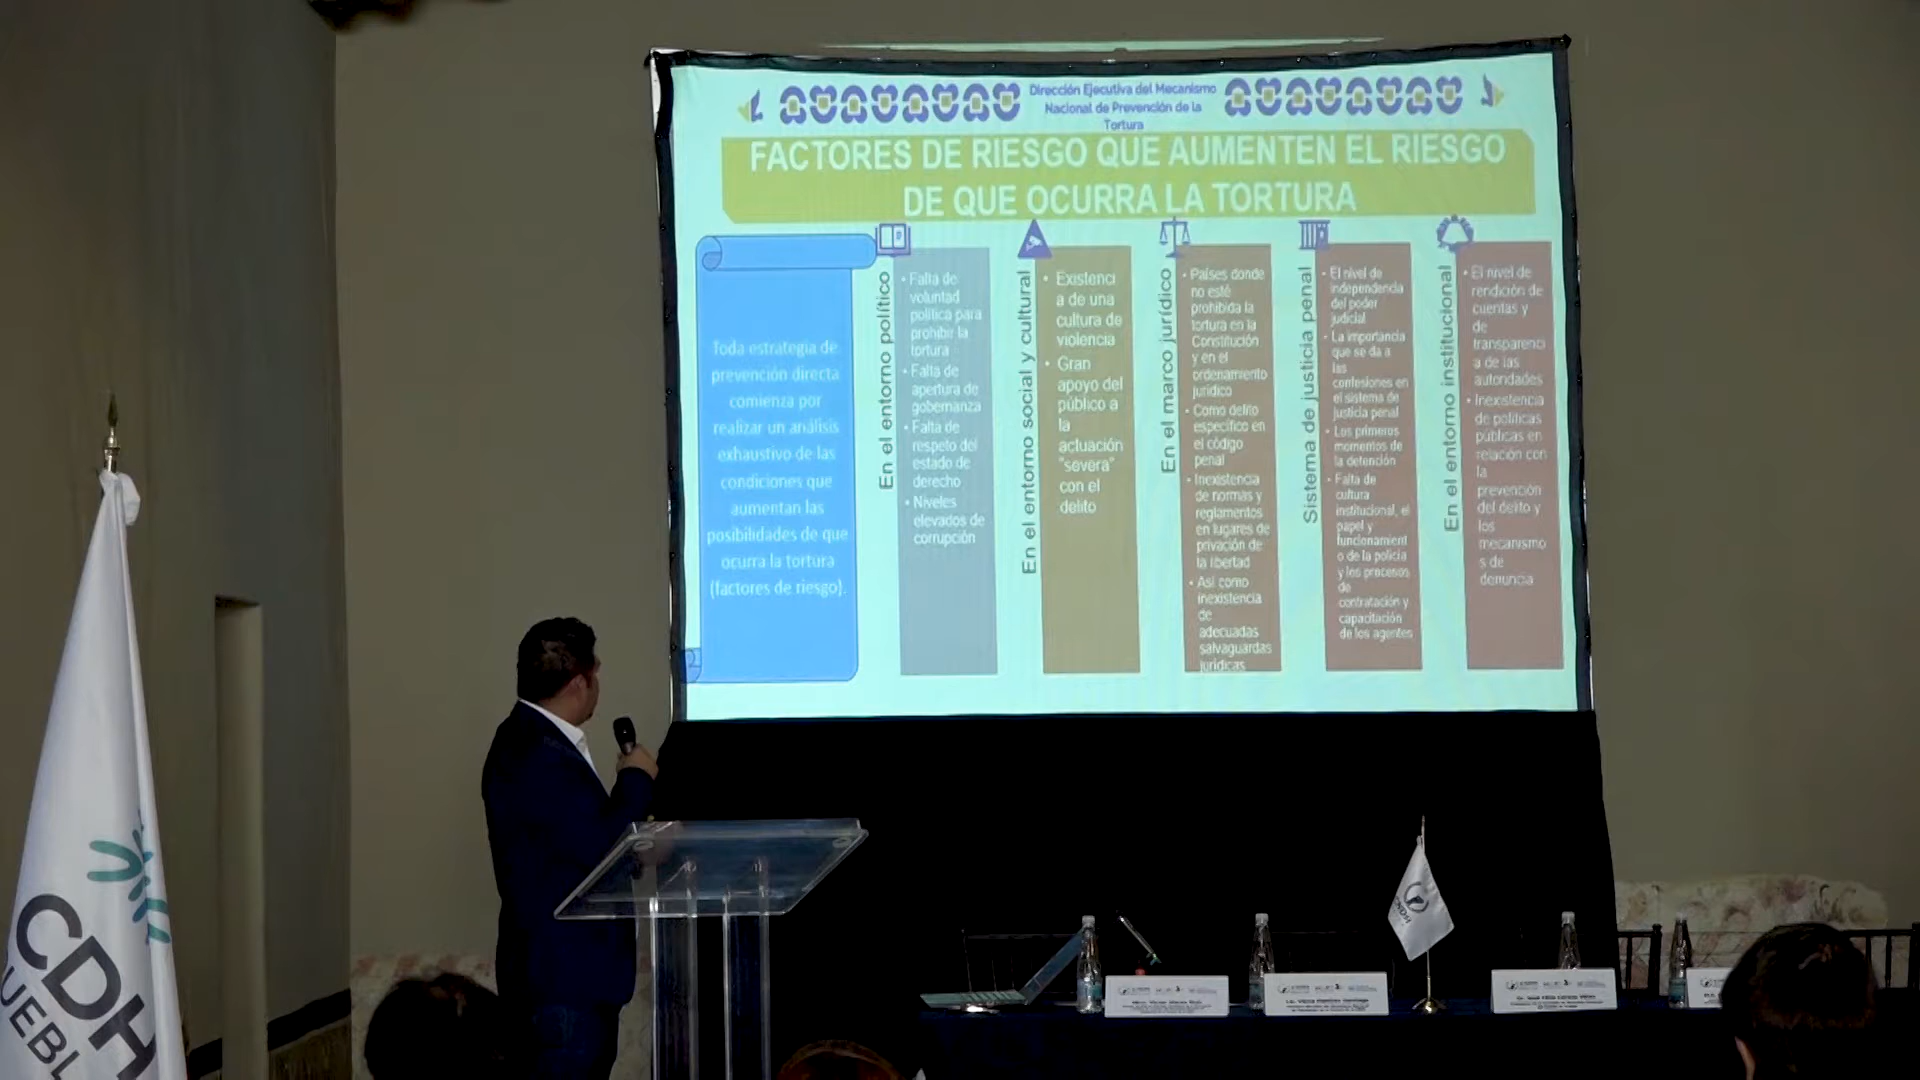 Dirección Ejecutiva del Mecanismo
Nacional de Prevención de la
Tortura
FACTORES DE RIESGO QUE AUMENTEN EL RIESGO
DE QUE OCURRA LA TORTURA
Toda estrategia de
prevención directa
comienza por
realizar un análisis
exhaustivo de las
condiciones que
aumentan las
posibilidades de que
ocurra la tortura
(factores de riesgo).
En el entorno político
• Falta de
voluntad
política para
prohibir la
tortura
• Falta de
apertura de
gobernanza
• Falta de
respeto del
estado de
derecho
• Niveles
elevados de
corrupción
En el entorno social y cultural
• Existenci
a de una
cultura de
violencia
• Gran
apoyo del
público a
la
actuación
"severa"
con el
delito
En el marco jurídico
• Países donde
no esté
prohibida la
tortura en la
Constitución
y en el
ordenamiento
jurídico
• Como delito
específico en
el código
penal
• Inexistencia
de normas y
reglamentos
en lugares de
privación de
la libertad
• Así como
inexistencia
de
adecuadas
salvaguardas
jurídicas
Sistema de justicia penal
• El nivel de
independencia
del poder
judicial
• La importancia
que se da a
las
confesiones en
el sistema de
justicia penal
• Los primeros
momentos de
la detención
• Falta de
cultura
institucional, el
papel y
funcionamient
o de la policía
y los procesos
de
contratación y
capacitación
de los agentes
En el entorno institucional
• El nivel de
rendición de
cuentas y
de
transparenci
a de las
autoridades
• Inexistencia
de políticas
públicas en
relación con
la
prevención
del delito y
los
mecanismo
s de
denuncia
CDH
UEBL
CNDH